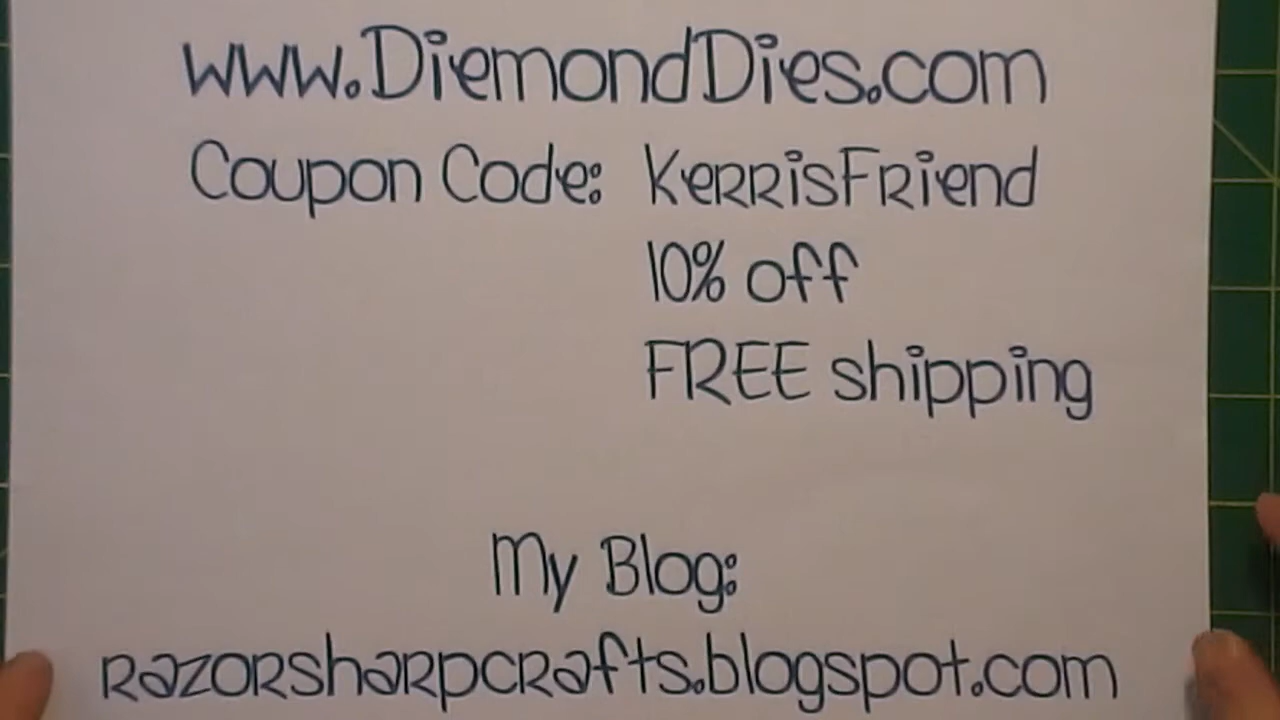 www.DiemondDies.com
Coupon Code: KerrisFriend
10% off
FREE shipping
My Blog:
razorsharpcrafts.blogspot.com